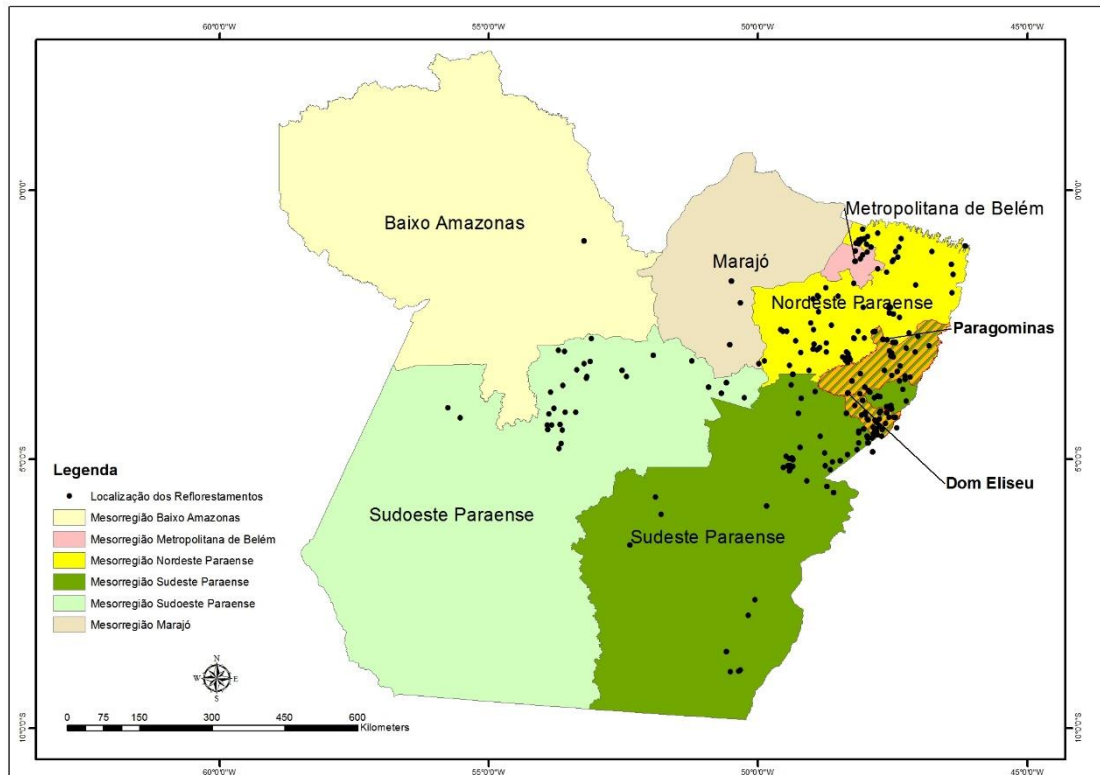 60°0'0"W 55°0'0"W 50°0'0"W 45°0'0"W
0°0'0" 0°0'0"
Metropolitana de Belém
Baixo Amazonas
Marajó
Nordeste Paraense
Paragominas
5°0'0"S 5°0'0"S
Dom Eliseu
Sudoeste Paraense
Sudeste Paraense
Legenda
Localização dos Reflorestamentos
Mesorregião Baixo Amazonas
Mesorregião Metropolitana de Belém
Mesorregião Nordeste Paraense
Mesorregião Sudeste Paraense
Mesorregião Sudoeste Paraense
Mesorregião Marajó
N
W E
S
0 75 150 300 450 600
Kilometers
10°0'0"S 10°0'0"S
60°0'0"W 55°0'0"W 50°0'0"W 45°0'0"W